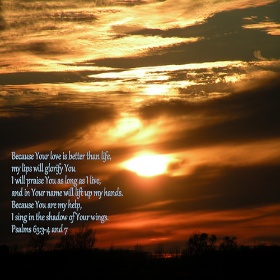 Because Your love is better than life,
my lips will glorify You.
I will praise You as long as I live,
and in Your name will lift up my hands.
Because You are my help,
I sing in the shadow of Your wings.
Psalms 63:3-4 and 7